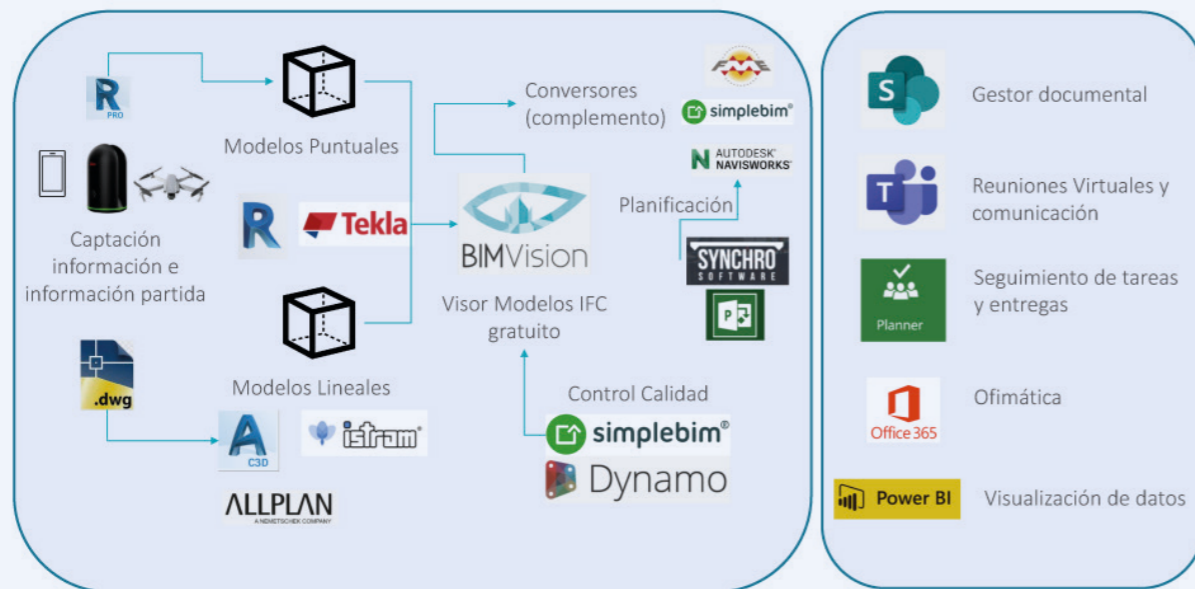 R
PRO
Modelos Puntuales
Captación
información e
información partida
.dwg
R
Tekla
Modelos Lineales
A
C3D
istram®
ALLPLAN
A NEMETSCHEK COMPANY
Conversores
(complemento)
FME
simplebim®
AUTODESK
NAVISWORKS®
N
Planificación
SYNCHRO
SOFTWARE
P
BIMVision
Visor Modelos IFC
gratuito
Control Calidad
simplebim®
Dynamo
S
Gestor documental
T
Reuniones Virtuales y
comunicación
Planner
Seguimiento de tareas
y entregas
Office 365
Ofimática
Power BI
Visualización de datos